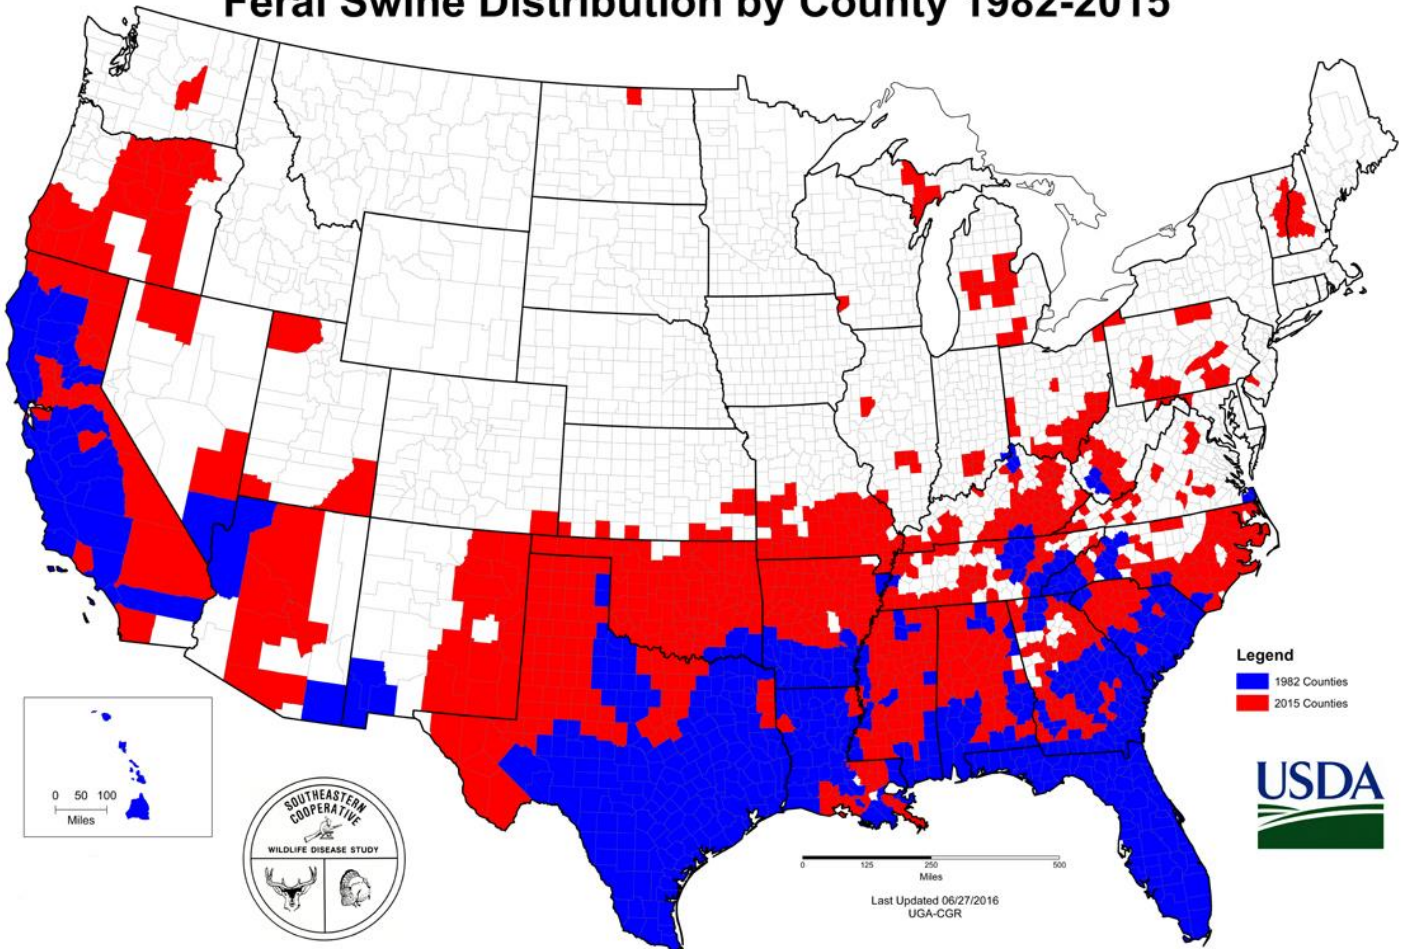 Feral Swine Distribution by County 1982-2015
Legend
1982 Counties
2015 Counties
0 50 100
Miles
SOUTHEASTERN
COOPERATIVE
WILDLIFE DISEASE STUDY
USDA
0 125 250 500
Miles
Last Updated 06/27/2016
UGA-CGR